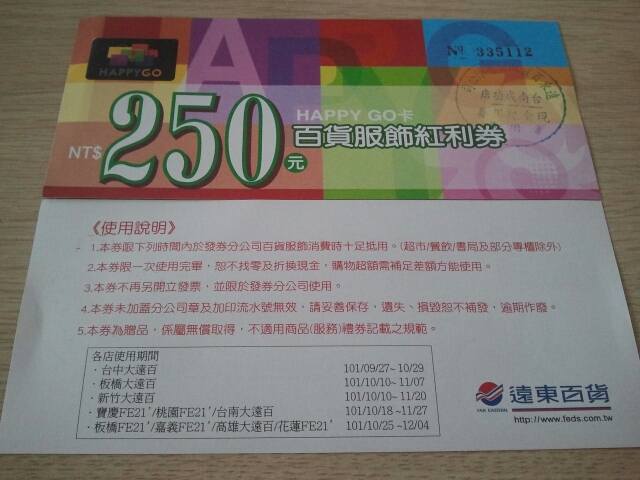 HAPPYGO
№ 335112
NT$ 250元
HAPPY GO卡
百貨服飾紅利券
台南成功店
《使用說明》
1.本券限下列時間內於發券分公司百貨服飾消費時十足抵用。(超市/餐飲/書局及部分專櫃除外)
2.本券限一次使用完畢，恕不找零及折換現金，購物超額需補足差額方能使用。
3.本券不再另開立發票，並限於發券分公司使用。
4.本券未加蓋分公司章及加印流水號無效，請妥善保存，遺失、損毀恕不補發，逾期作廢。
5.本券為贈品，係屬無償取得，不適用商品(服務)禮券記載之規範。
各店使用期間
·台中大遠百 101/09/27~10/29
·板橋大遠百 101/10/10~11/07
·新竹大遠百 101/10/10~11/20
·寶慶FE21'/桃園FE21'/台南大遠百 101/10/18~11/27
·板橋FE21'/嘉義FE21'/高雄大遠百/花蓮FE21' 101/10/25~12/04
遠東百貨
FAR EASTERN
http://www.feds.com.tw